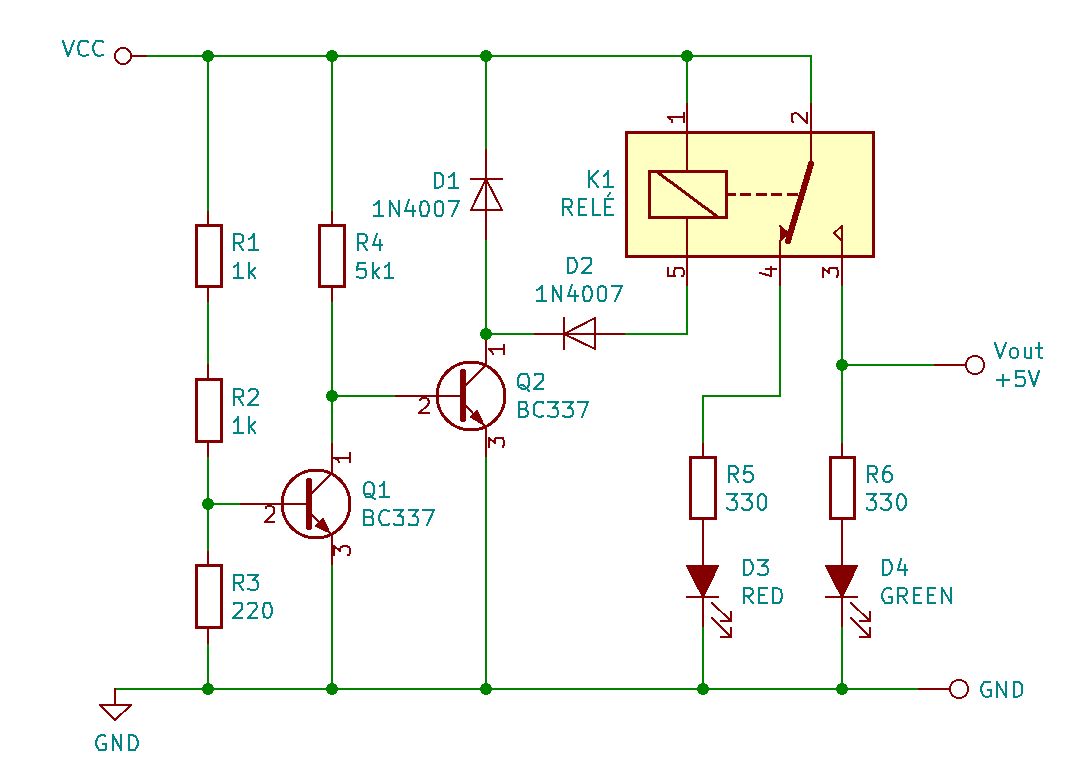 VCC
1
2
D1
1N4007
K1
RELÉ
R1
1k
R4
5k1
D2
1N4007
5
4
3
1
Vout
+5V
R2
1k
2
Q2
BC337
3
1
Q1
BC337
2
3
R5
330
R6
330
R3
220
D3
RED
D4
GREEN
GND
GND